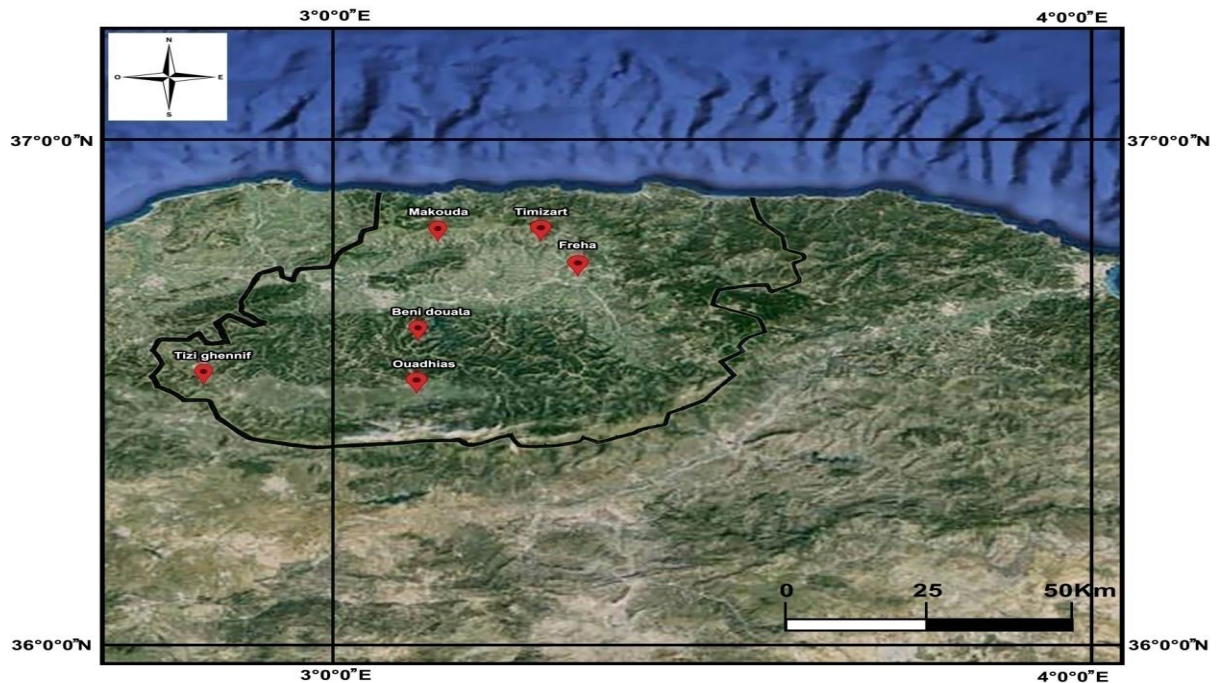 3°0'0"E 4°0'0"E
N
O E
S
37°0'0"N 37°0'0"N
Makouda Timizart
Freha
Beni douala
Tizi ghennif Ouadhias
0 25 50Km
36°0'0"N 36°0'0"N
3°0'0"E 4°0'0"E